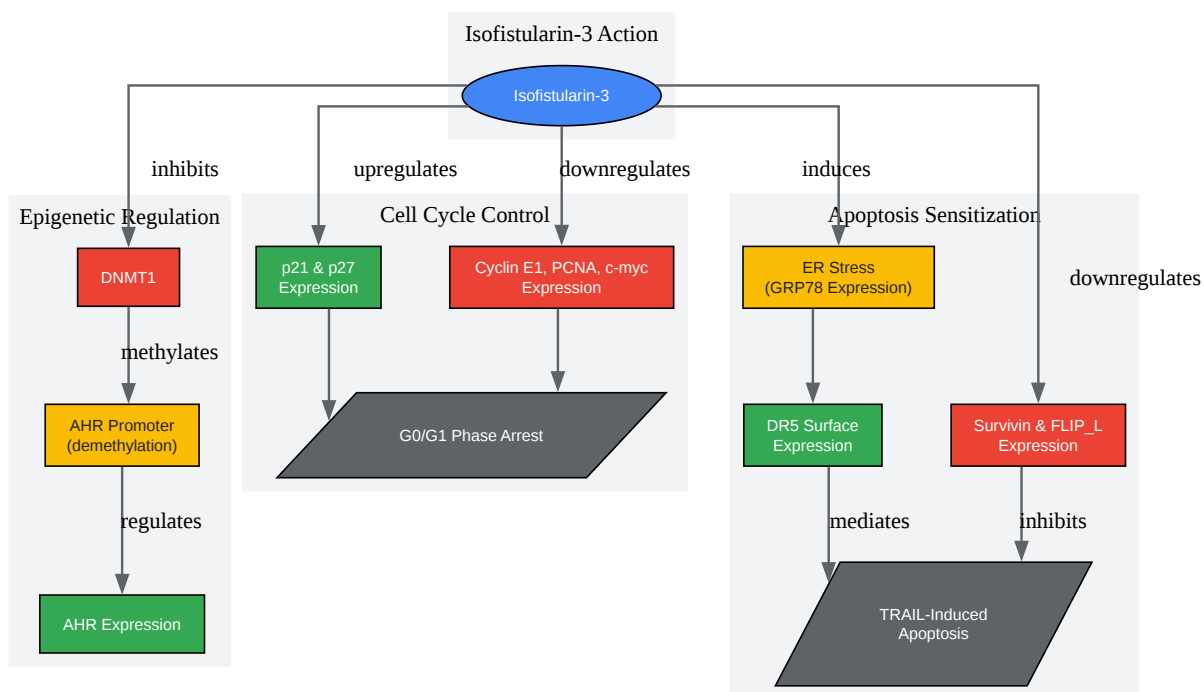 Isofistularin-3 Action
Isofistularin-3
inhibits
upregulates
downregulates
induces
Epigenetic Regulation
Cell Cycle Control
Apoptosis Sensitization
DNMT1
p21 & p27
Expression
Cyclin E1, PCNA, c-myc
Expression
ER Stress
(GRP78 Expression)
downregulates
methylates
AHR Promoter
(demethylation)
G0/G1 Phase Arrest
DR5 Surface
Expression
Survivin & FLIP_L
Expression
regulates
mediates
inhibits
AHR Expression
TRAIL-Induced
Apoptosis